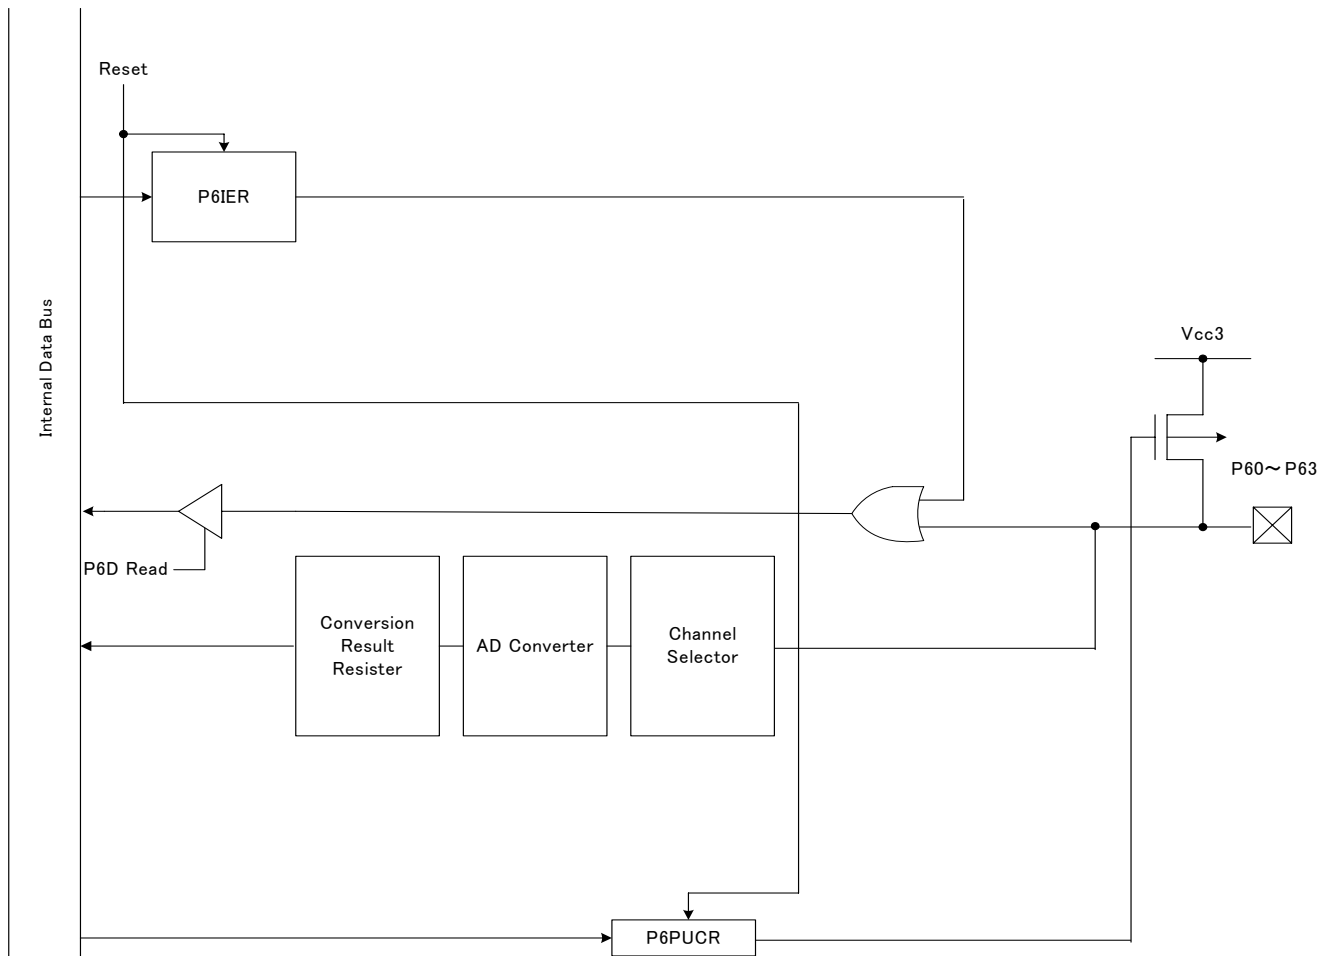 Reset
P6IER
Internal Data Bus
Vcc3
P60～P63
P6D Read
Conversion
Result
Resister
AD Converter
Channel
Selector
P6PUCR